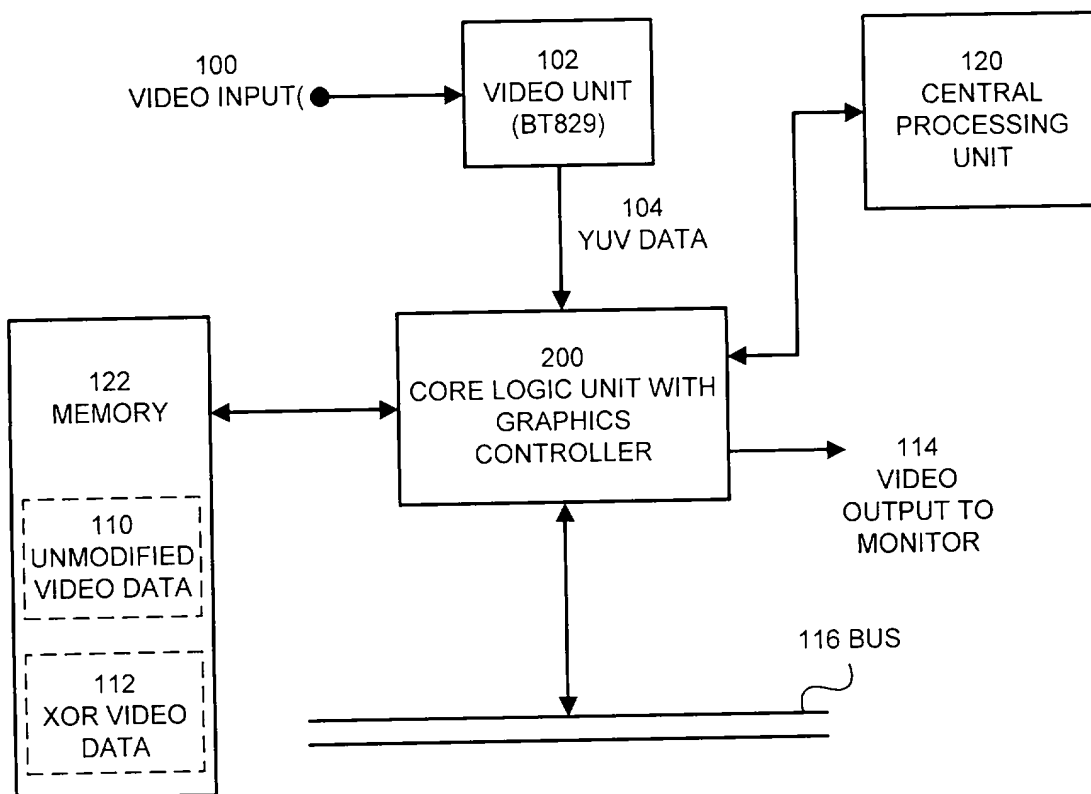 100
VIDEO INPUT(
102
VIDEO UNIT
(BT829)
120
CENTRAL
PROCESSING
UNIT
104
YUV DATA
122
MEMORY
200
CORE LOGIC UNIT WITH
GRAPHICS
CONTROLLER
114
VIDEO
OUTPUT TO
MONITOR
110
UNMODIFIED
VIDEO DATA
112
XOR VIDEO
DATA
116 BUS